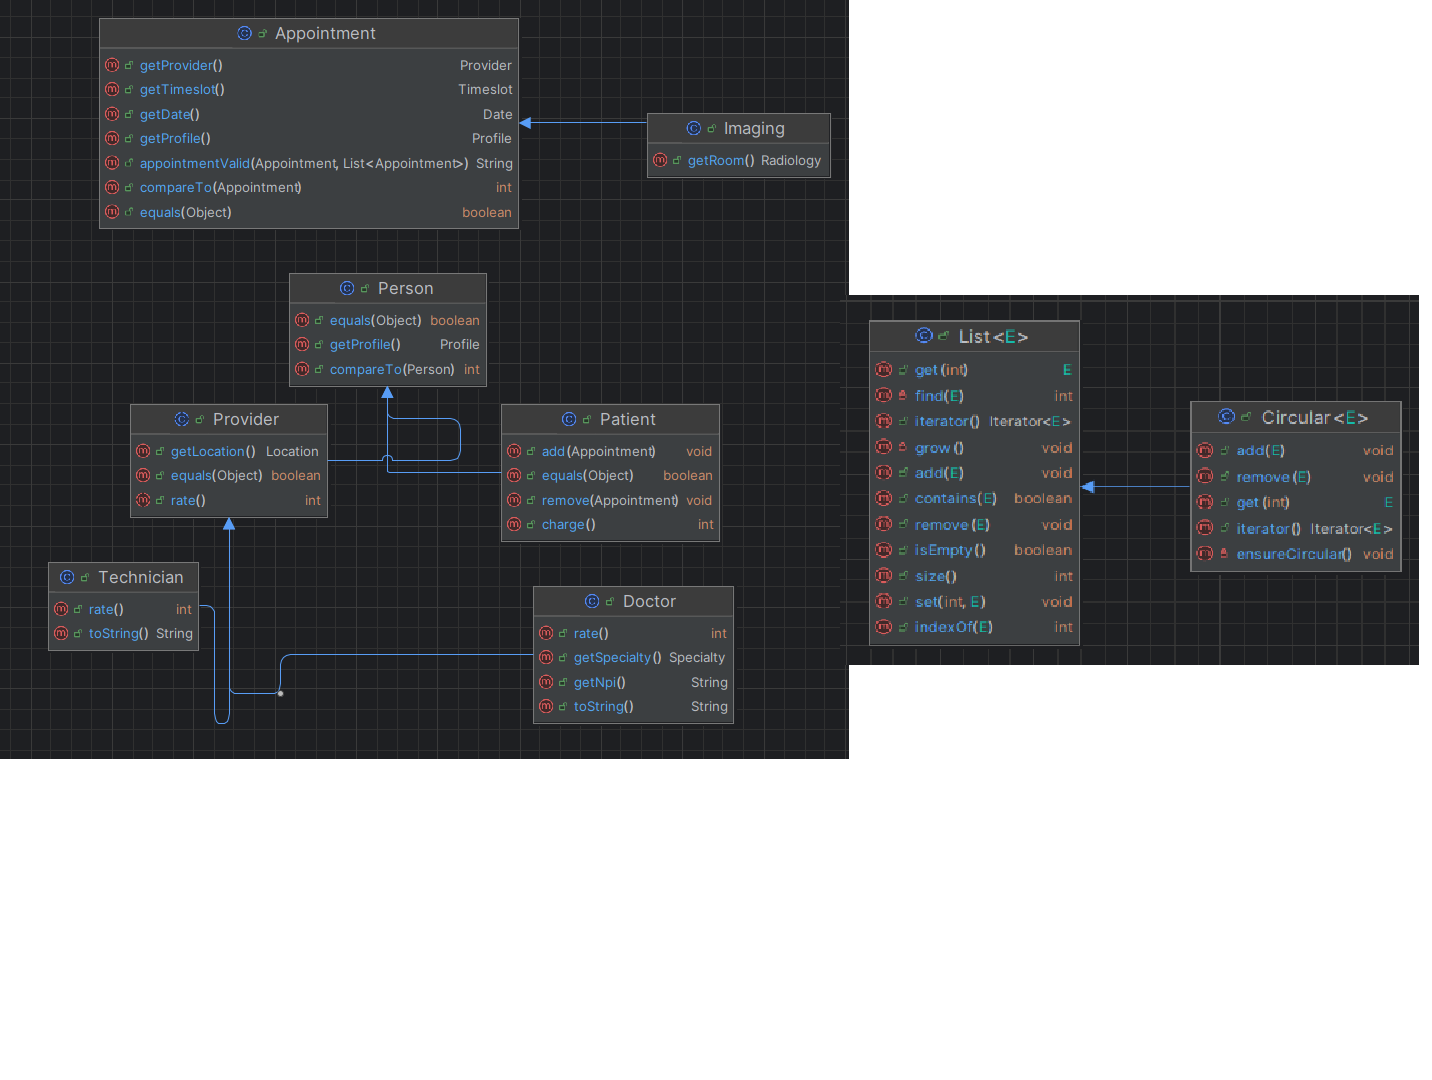 Appointment
getProvider() Provider
getTimeslot() Timeslot
getDate() Date
getProfile() Profile
appointmentValid(Appointment, List<Appointment>) String
compareTo(Appointment) int
equals(Object) boolean
Imaging
getRoom() Radiology
Person
equals(Object) boolean
getProfile() Profile
compareTo(Person) int
Provider
getLocation() Location
equals(Object) boolean
rate() int
Patient
add(Appointment) void
equals(Object) boolean
remove(Appointment) void
charge() int
Technician
rate() int
toString() String
Doctor
rate() int
getSpecialty() Specialty
getNpi() String
toString() String
List<E>
get(int) E
find(E) int
iterator() Iterator<E>
grow() void
add(E) void
contains(E) boolean
remove(E) void
isEmpty() boolean
size() int
set(int, E) void
indexOf(E) int
Circular<E>
add(E) void
remove(E) void
get(int) E
iterator() Iterator<E>
ensureCircular() void